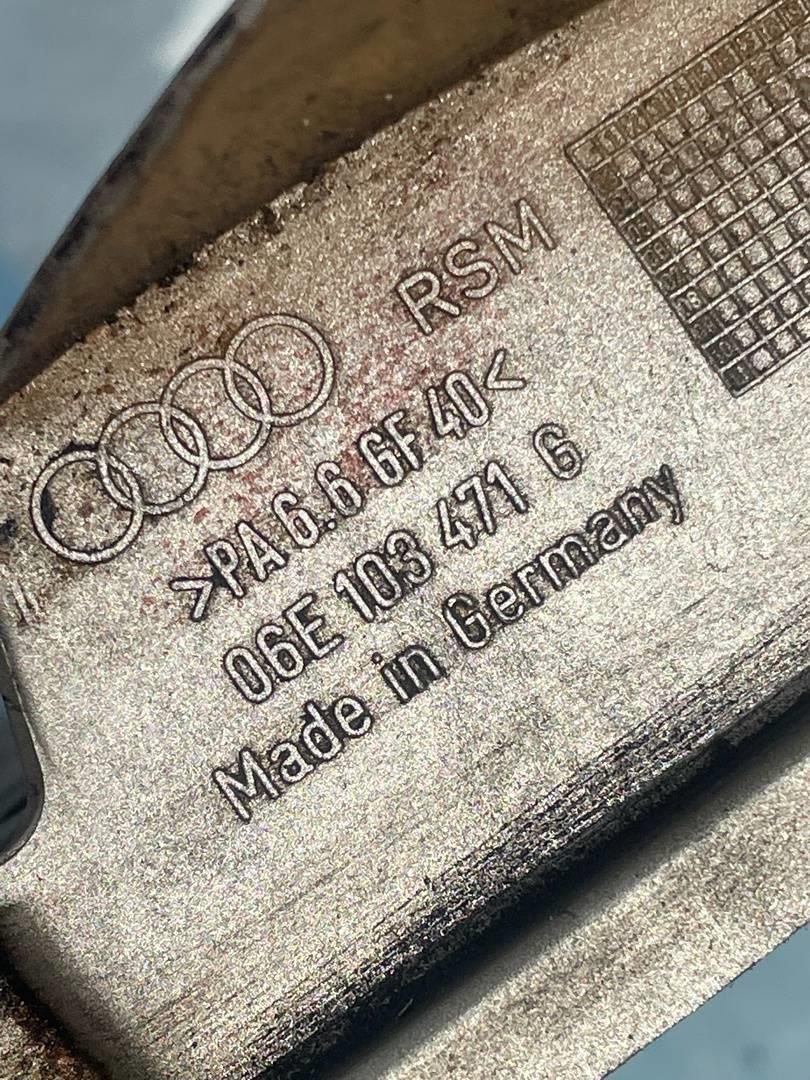 RSM
>PA 6.6 GF 40<
06E 103 471 G
Made in Germany